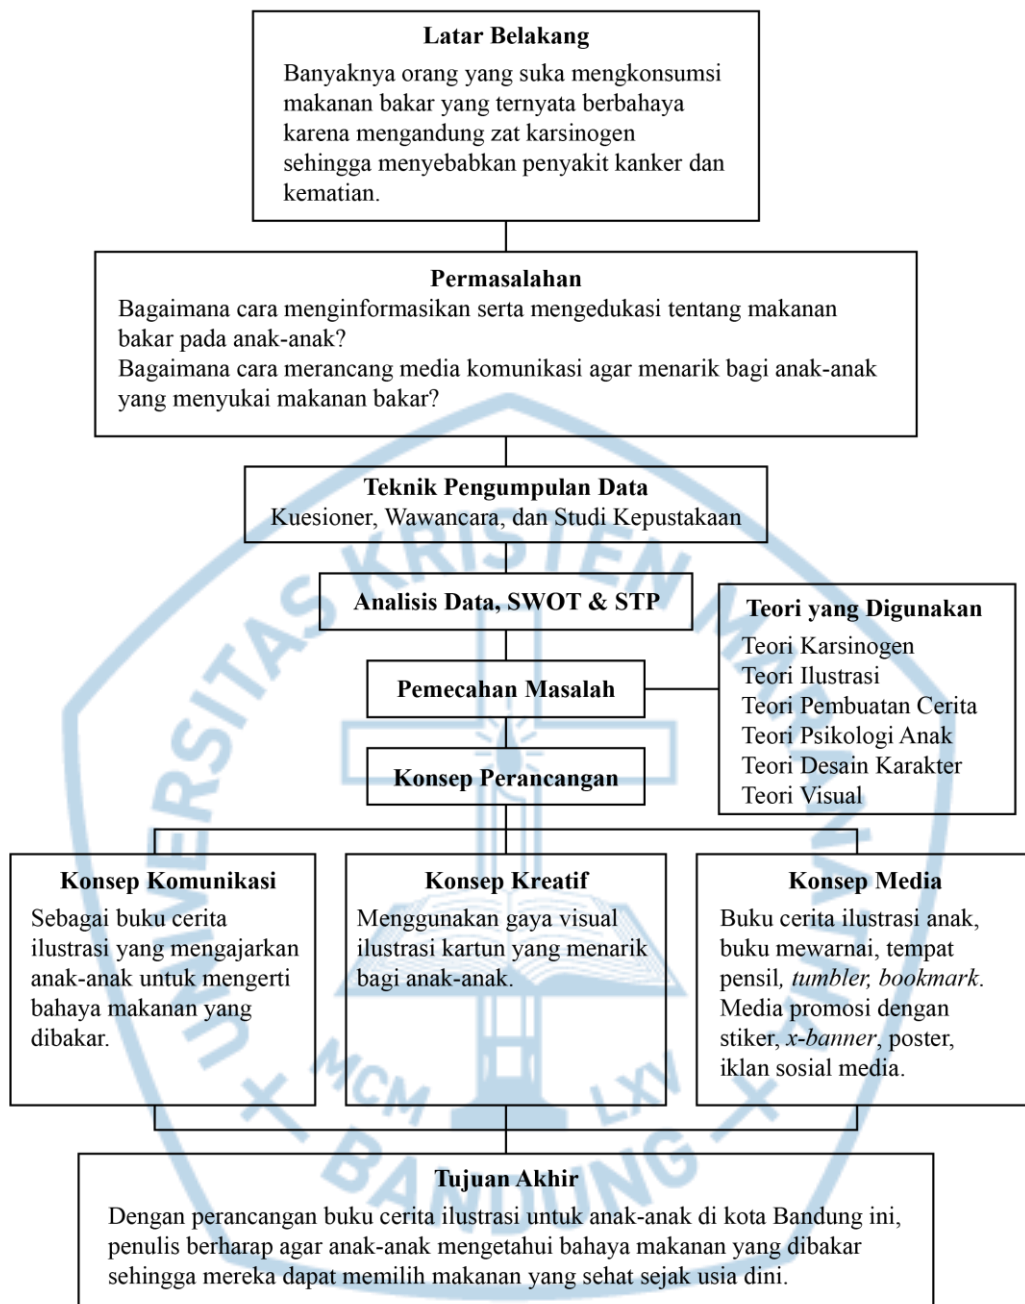 Latar Belakang
Banyaknya orang yang suka mengkonsumsi
makanan bakar yang ternyata berbahaya
karena mengandung zat karsinogen
sehingga menyebabkan penyakit kanker dan
kematian.
Permasalahan
Bagaimana cara menginformasikan serta mengedukasi tentang makanan
bakar pada anak-anak?
Bagaimana cara merancang media komunikasi agar menarik bagi anak-anak
yang menyukai makanan bakar?
Teknik Pengumpulan Data
Kuesioner, Wawancara, dan Studi Kepustakaan
Analisis Data, SWOT & STP
Teori yang Digunakan
Teori Karsinogen
Teori Ilustrasi
Teori Pembuatan Cerita
Teori Psikologi Anak
Teori Desain Karakter
Teori Visual
Pemecahan Masalah
Konsep Perancangan
Konsep Komunikasi
Sebagai buku cerita
ilustrasi yang mengajarkan
anak-anak untuk mengerti
bahaya makanan yang
dibakar.
Konsep Kreatif
Menggunakan gaya visual
ilustrasi kartun yang menarik
bagi anak-anak.
Konsep Media
Buku cerita ilustrasi anak,
buku mewarnai, tempat
pensil, tumbler, bookmark.
Media promosi dengan
stiker, x-banner, poster,
iklan sosial media.
Tujuan Akhir
Dengan perancangan buku cerita ilustrasi untuk anak-anak di kota Bandung ini,
penulis berharap agar anak-anak mengetahui bahaya makanan yang dibakar
sehingga mereka dapat memilih makanan yang sehat sejak usia dini.
UNIVERSITAS KRISTEN MARANATHA
MCM LXV
BANDUNG